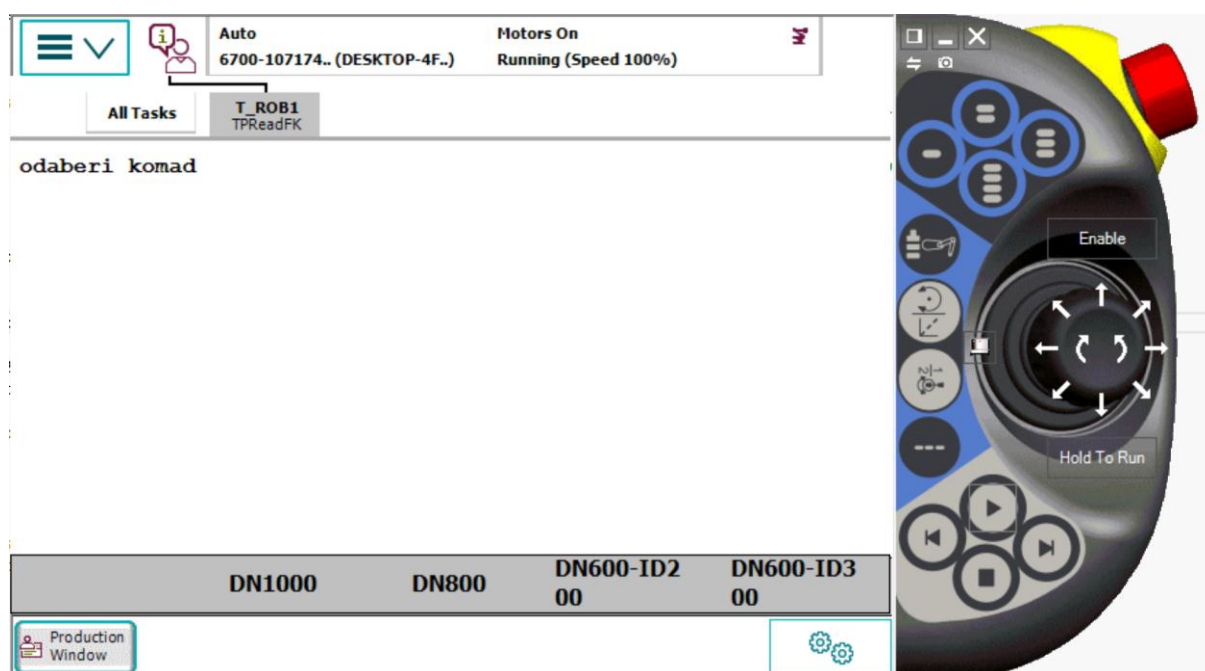 Auto
6700-107174.. (DESKTOP-4F..)
Motors On
Running (Speed 100%)
All Tasks
T_ROB1
TPReadFK
odaberi komad
Enable
Hold To Run
DN1000
DN800
DN600-ID2
00
DN600-ID3
00
Production
Window